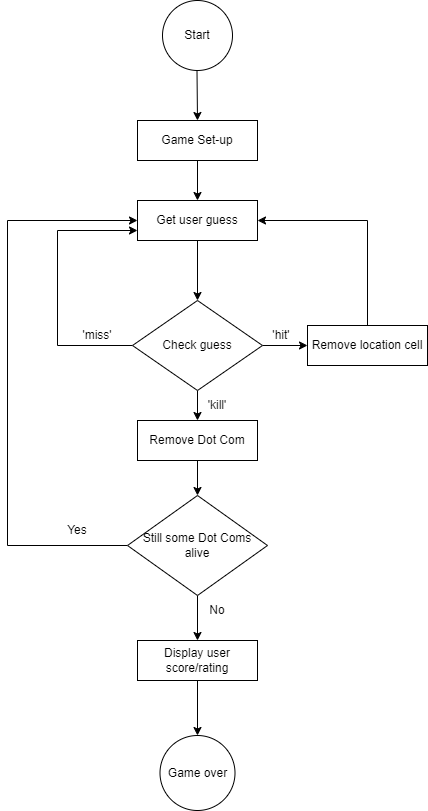 Start
Game Set-up
Get user guess
'miss'
Check guess
'hit'
Remove location cell
'kill'
Remove Dot Com
Yes
Still some Dot Coms
alive
No
Display user
score/rating
Game over